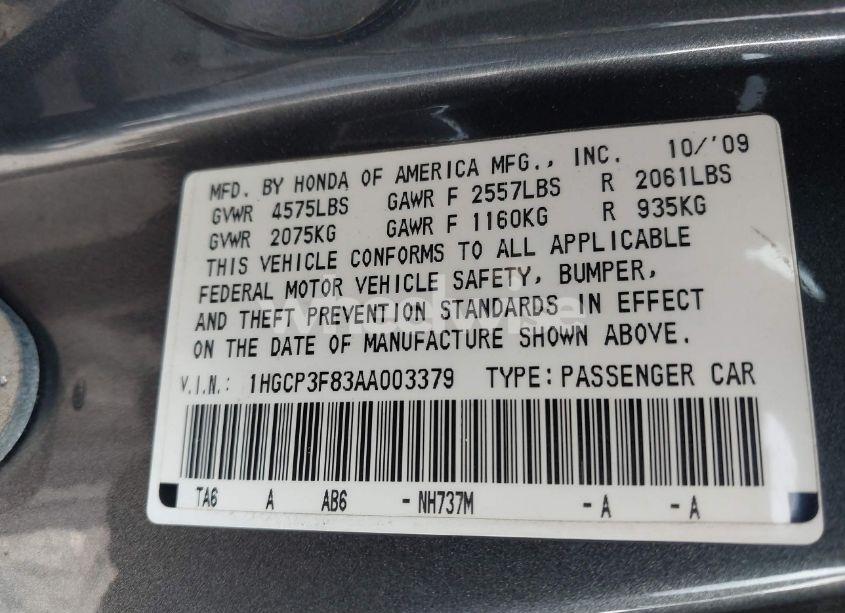 MFD. BY HONDA OF AMERICA MFG., INC. 10/'09
GVWR 4575LBS GAWR F 2557LBS R 2061LBS
GVWR 2075KG GAWR F 1160KG R 935KG
THIS VEHICLE CONFORMS TO ALL APPLICABLE
FEDERAL MOTOR VEHICLE SAFETY, BUMPER,
AND THEFT PREVENTION STANDARDS IN EFFECT
ON THE DATE OF MANUFACTURE SHOWN ABOVE.
V.I.N.: 1HGCP3F83AA003379 TYPE: PASSENGER CAR
TA6 A AB6 - NH737M - A - A